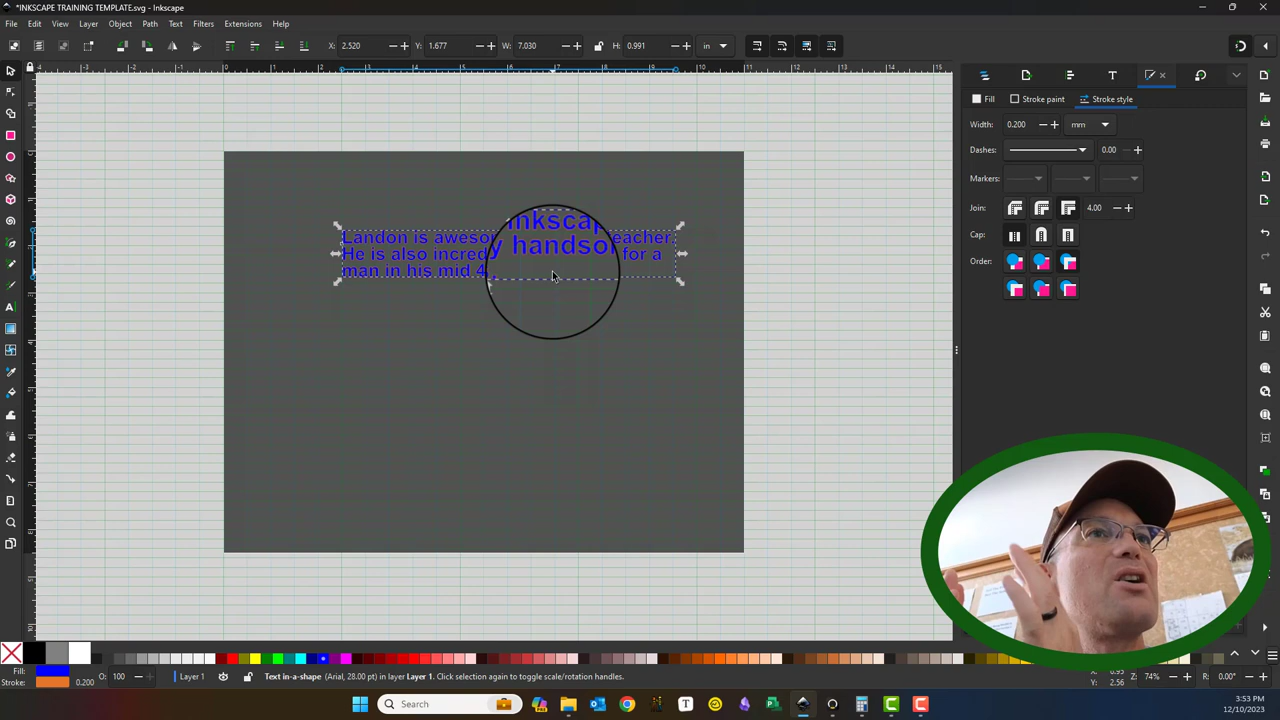 *INKSCAPE TRAINING TEMPLATE.svg - Inkscape
File Edit View Layer Object Path Text Filters Extensions Help
X: 2.520 Y: 1.677 W: 7.030 H: 0.991 in
Fill Stroke paint Stroke style
Width: 0.200 mm
Dashes: 0.00
Markers:
Join: 4.00
Cap:
Order:
inkscap
Landon is aweso eacher
y handso
He is also incred for a
man in his mid 4
Fill:
Stroke: 0.200 O: 100 Layer 1 Text in-a-shape (Arial, 28.00 pt) in layer Layer 1. Click selection again to toggle scale/rotation handles.
Y: 2.56 Z: 74% R: 0.00°
Search
3:53 PM
12/10/2023